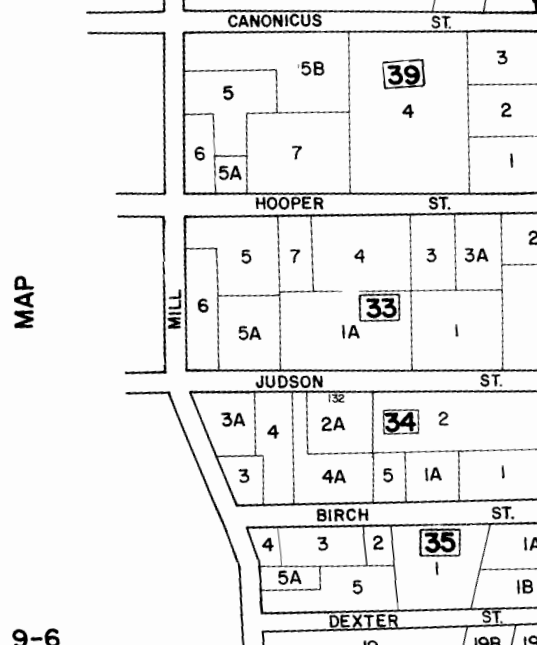 CANONICUS ST.
5B 39 3
5 4 2
6 7 1
5A
HOOPER ST.
2
5 7 4 3 3A
6 33
5A 1A 1
MILL
MAP
JUDSON ST.
132
3A 4 2A 34 2
3 4A 5 1A 1
BIRCH ST.
4 3 2 35 1A
5A 1
5 1B
DEXTER ST.
9-6
19B